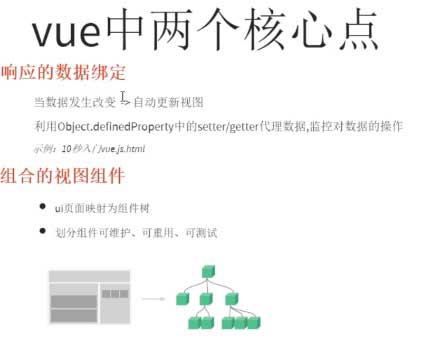 vue中两个核心点
响应的数据绑定
当数据发生改变 -> 自动更新视图
利用Object.definedProperty中的setter/getter代理数据,监控对数据的操作
示例：10秒入门vue.js.html
组合的视图组件
ui页面映射为组件树
划分组件可维护、可重用、可测试